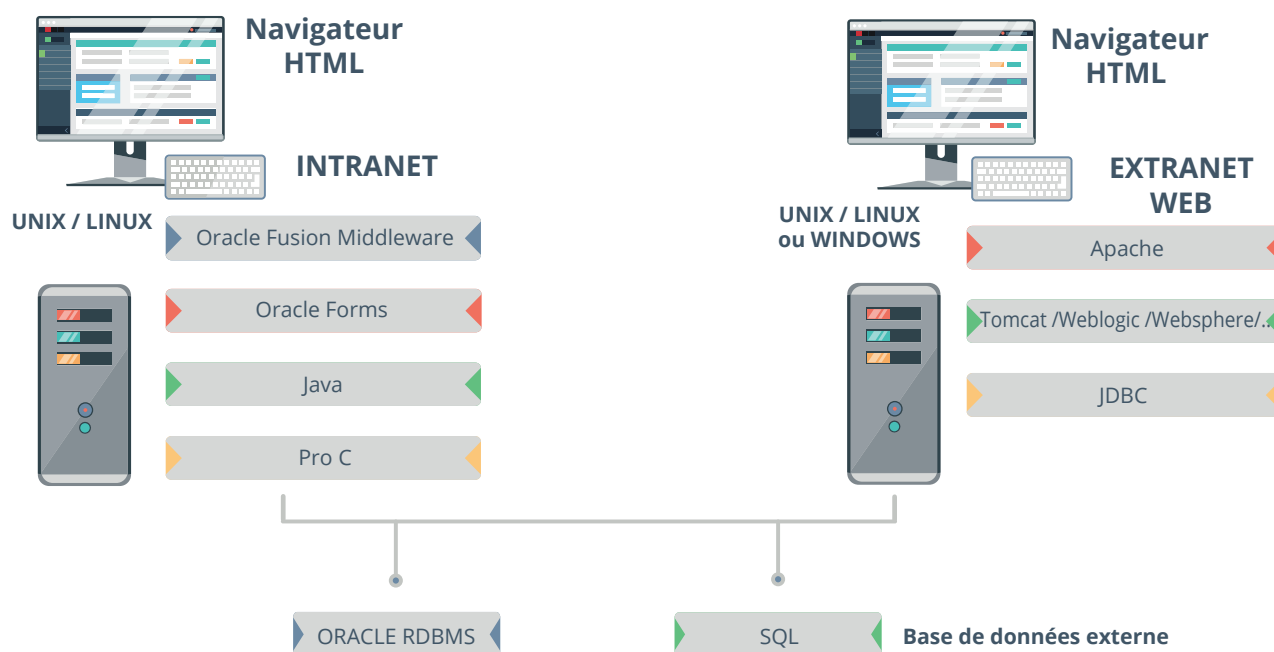 Navigateur
HTML
INTRANET
UNIX / LINUX
Oracle Fusion Middleware
Oracle Forms
Java
Pro C
Navigateur
HTML
EXTRANET
WEB
UNIX / LINUX
ou WINDOWS
Apache
Tomcat /Weblogic /Websphere/...
JDBC
ORACLE RDBMS
SQL
Base de données externe